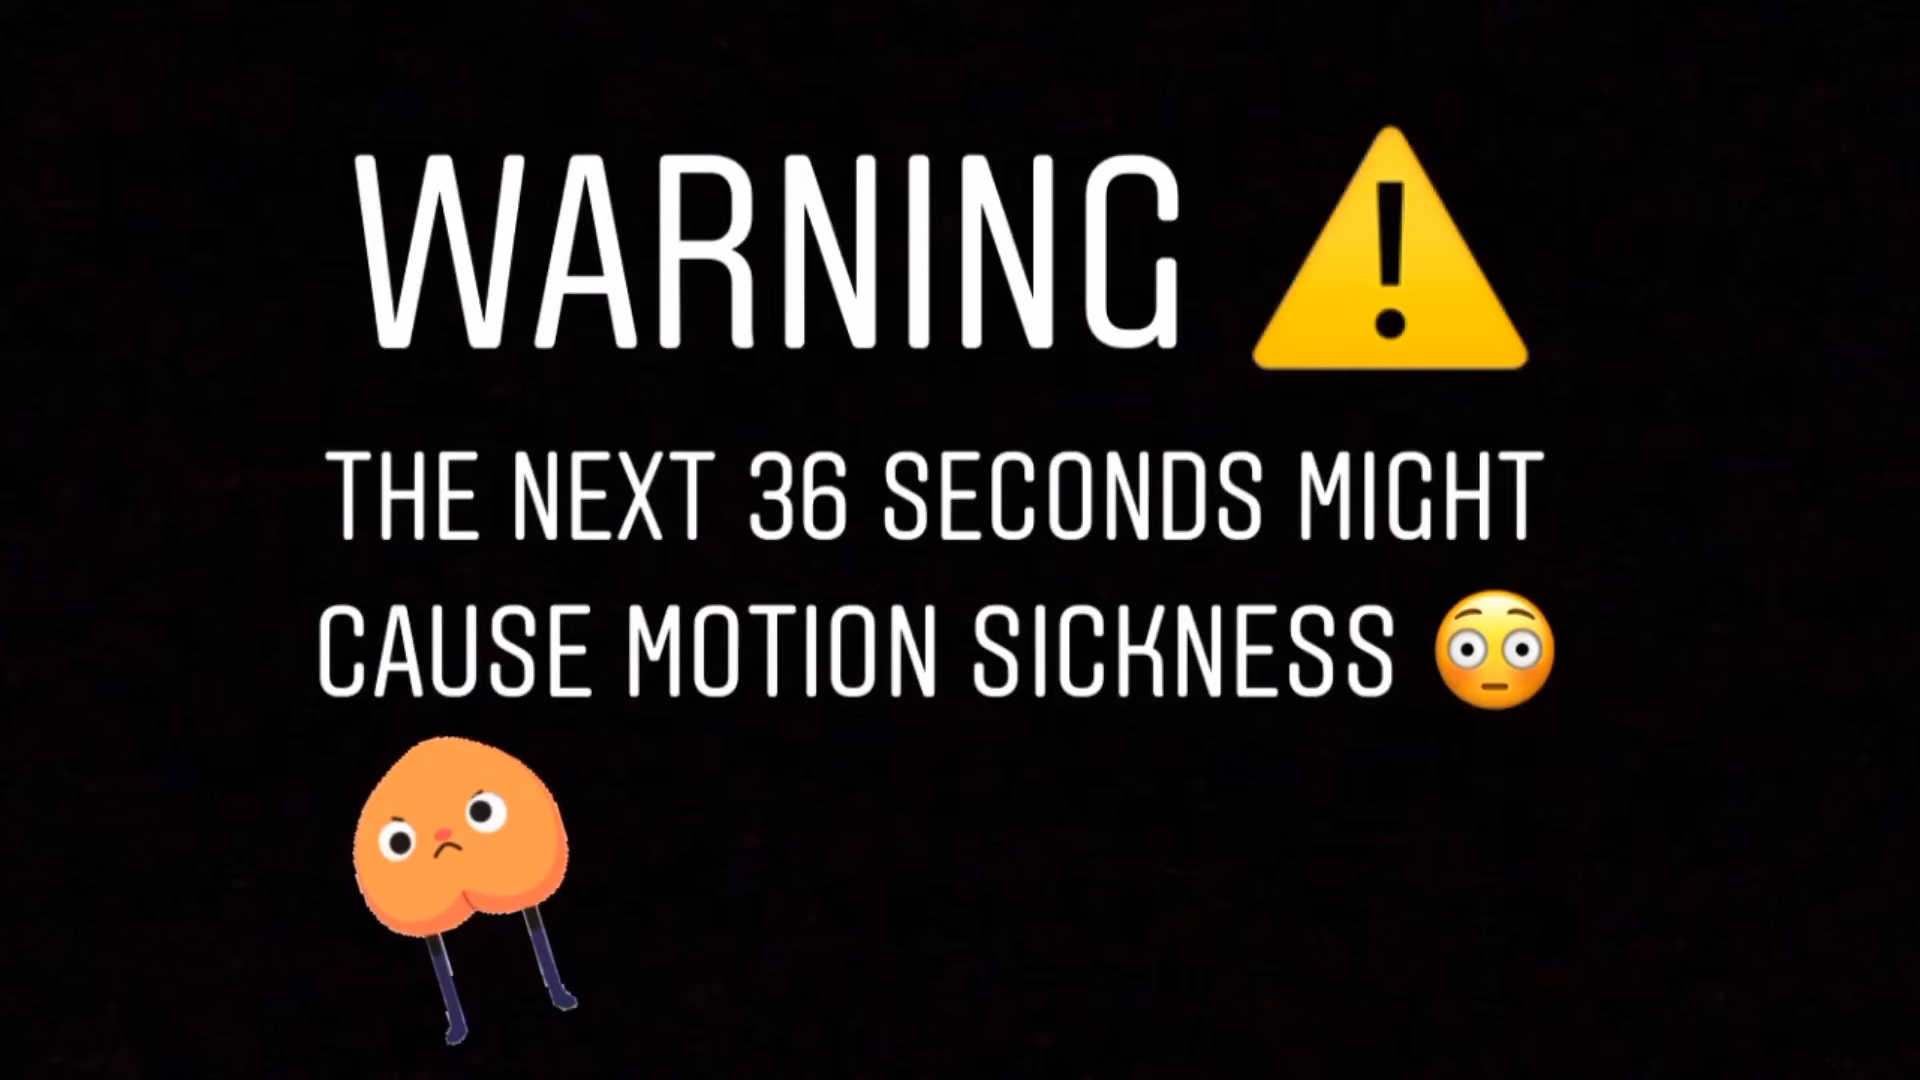 WARNING ⚠️
THE NEXT 36 SECONDS MIGHT
CAUSE MOTION SICKNESS 😳